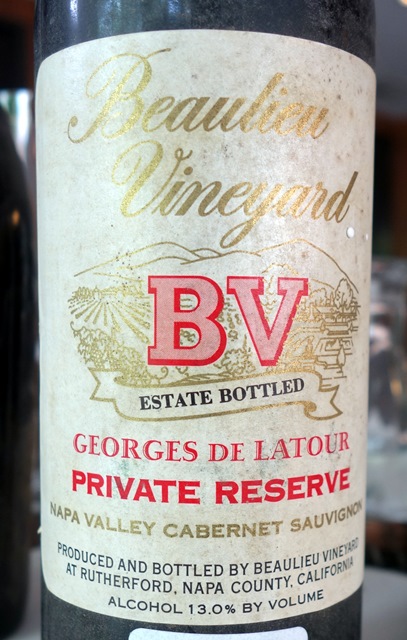 Beaulieu
Vineyard
BV
ESTATE BOTTLED
GEORGES DE LATOUR
PRIVATE RESERVE
NAPA VALLEY CABERNET SAUVIGNON
PRODUCED AND BOTTLED BY BEAULIEU VINEYARD
AT RUTHERFORD, NAPA COUNTY, CALIFORNIA
ALCOHOL 13.0% BY VOLUME